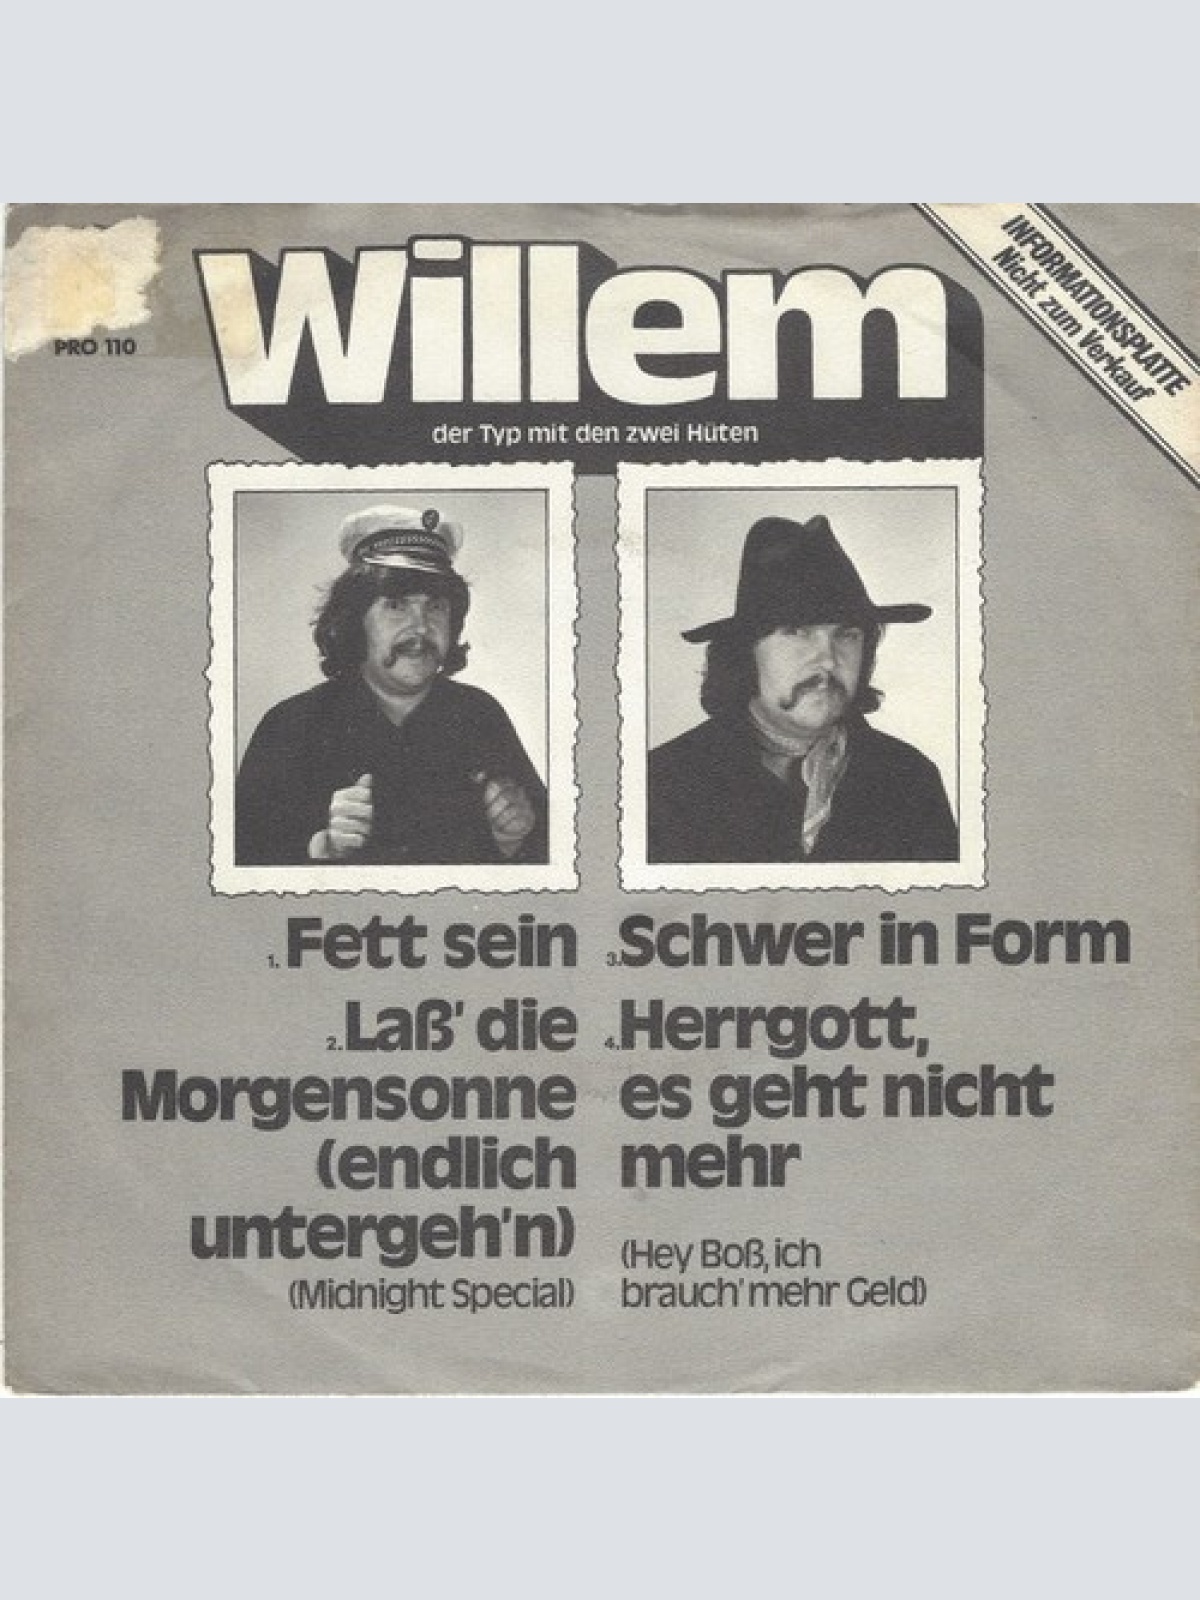 INFORMATIONSPLATTE
Nicht zum Verkauf
PRO 110
Willem
der Typ mit den zwei Hüten
1. Fett sein
2. Laß' die
Morgensonne
(endlich
untergeh'n)
(Midnight Special)
3. Schwer in Form
4. Herrgott,
es geht nicht
mehr
(Hey Boß, ich
brauch' mehr Geld)